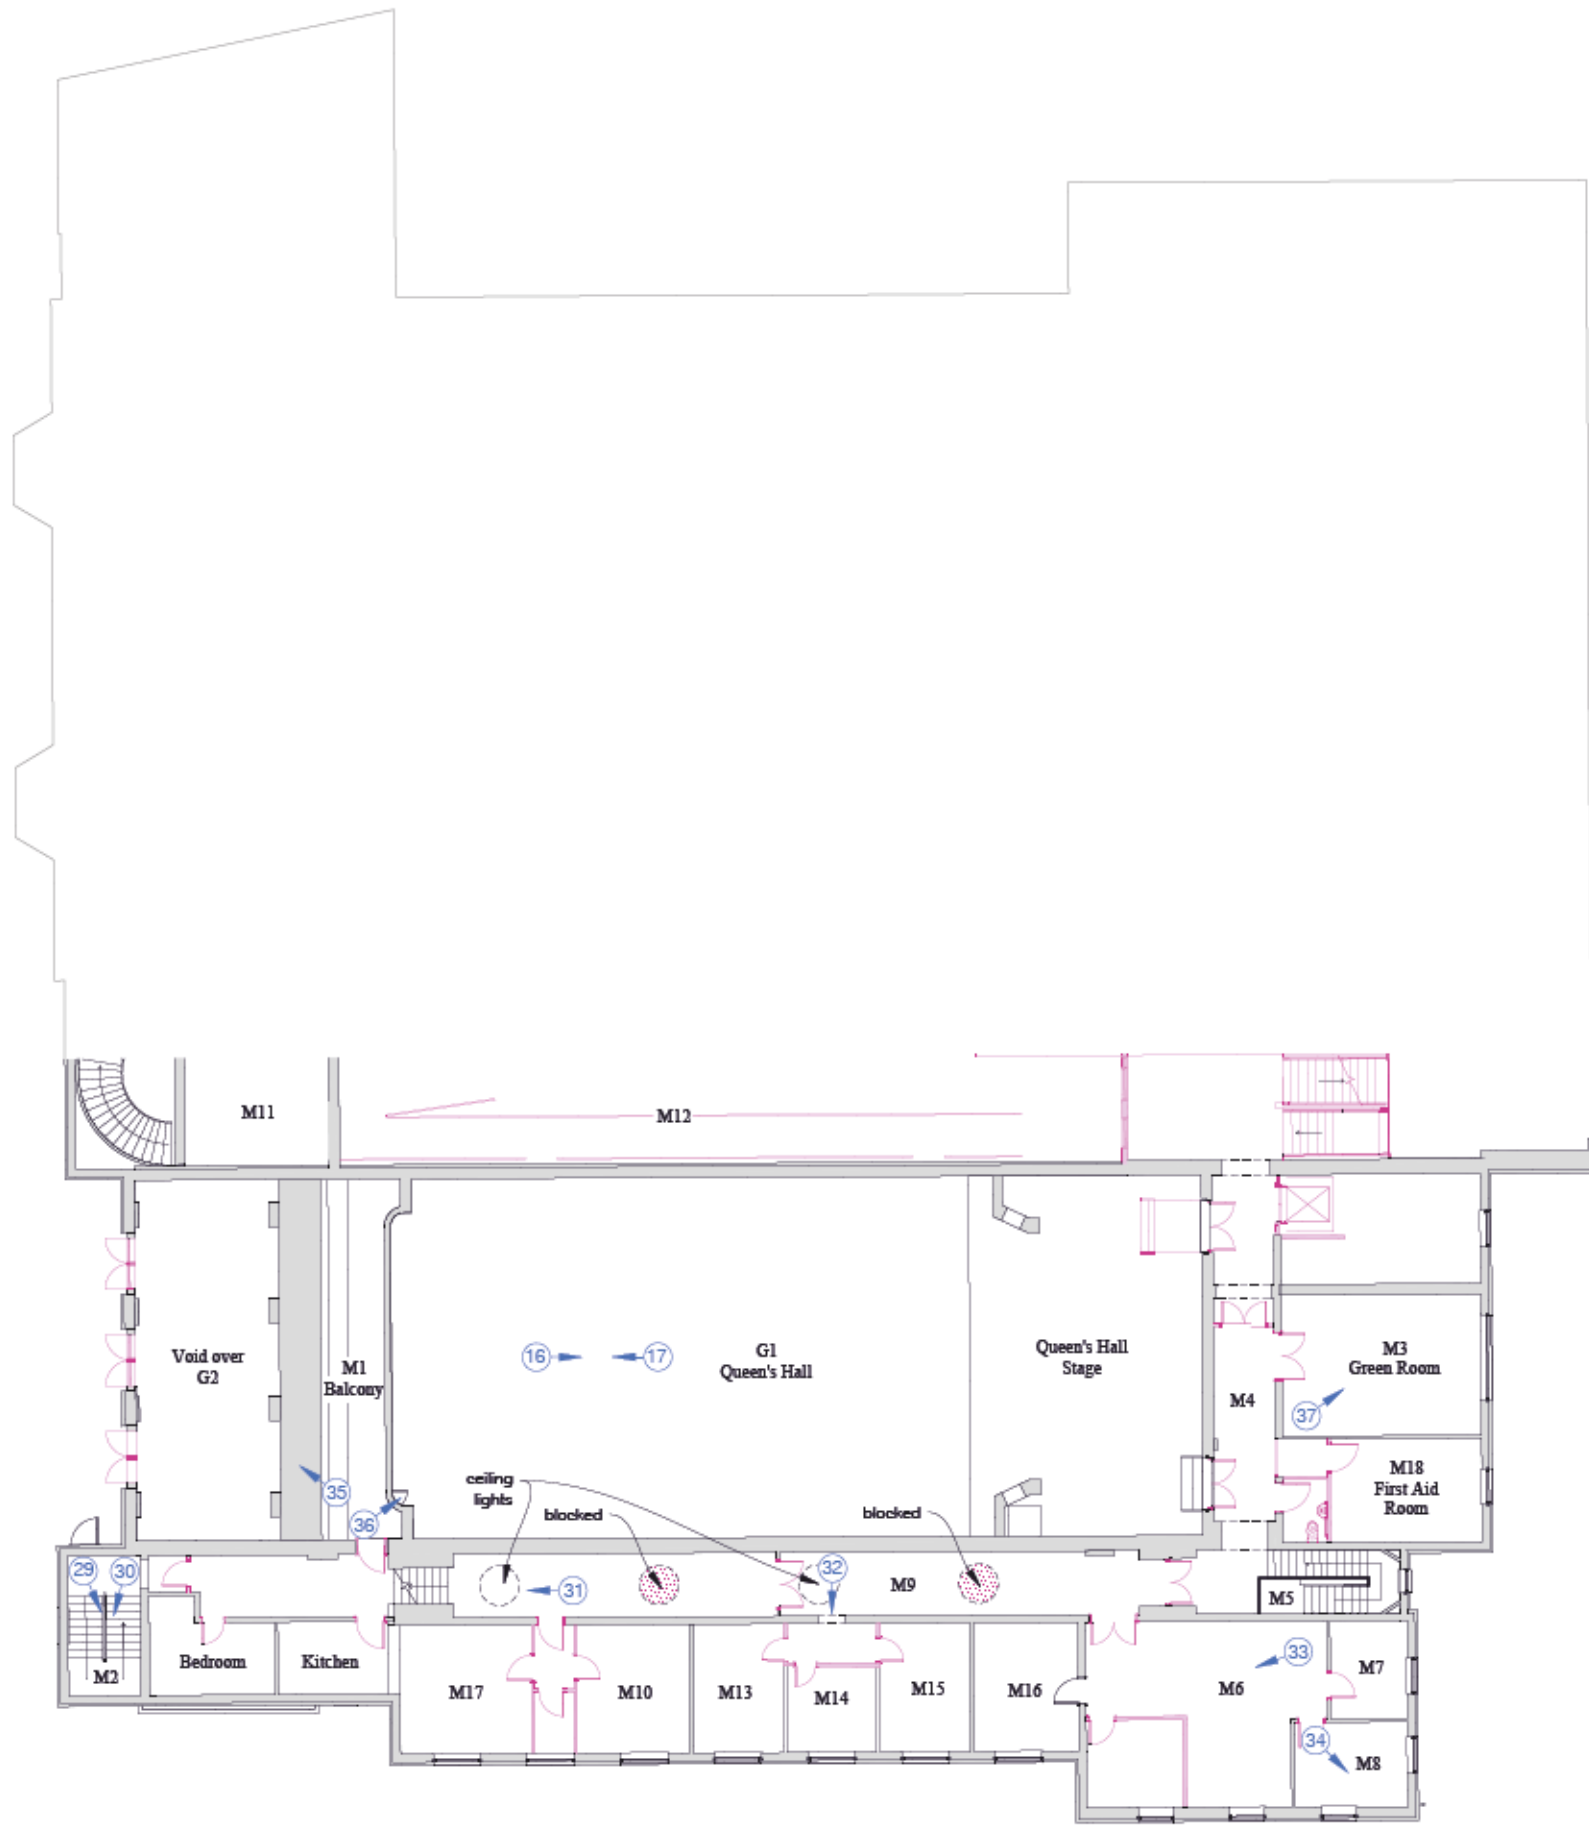 M11
M12
Void over
G2
M1
Balcony
16
17
G1
Queen's Hall
Queen's Hall
Stage
M3
Green Room
M4
37
M18
First Aid
Room
35
36
ceiling
lights
blocked
blocked
29
30
31
32
M9
M5
M2
Bedroom
Kitchen
M17
M10
M13
M14
M15
M16
33
M6
M7
34
M8